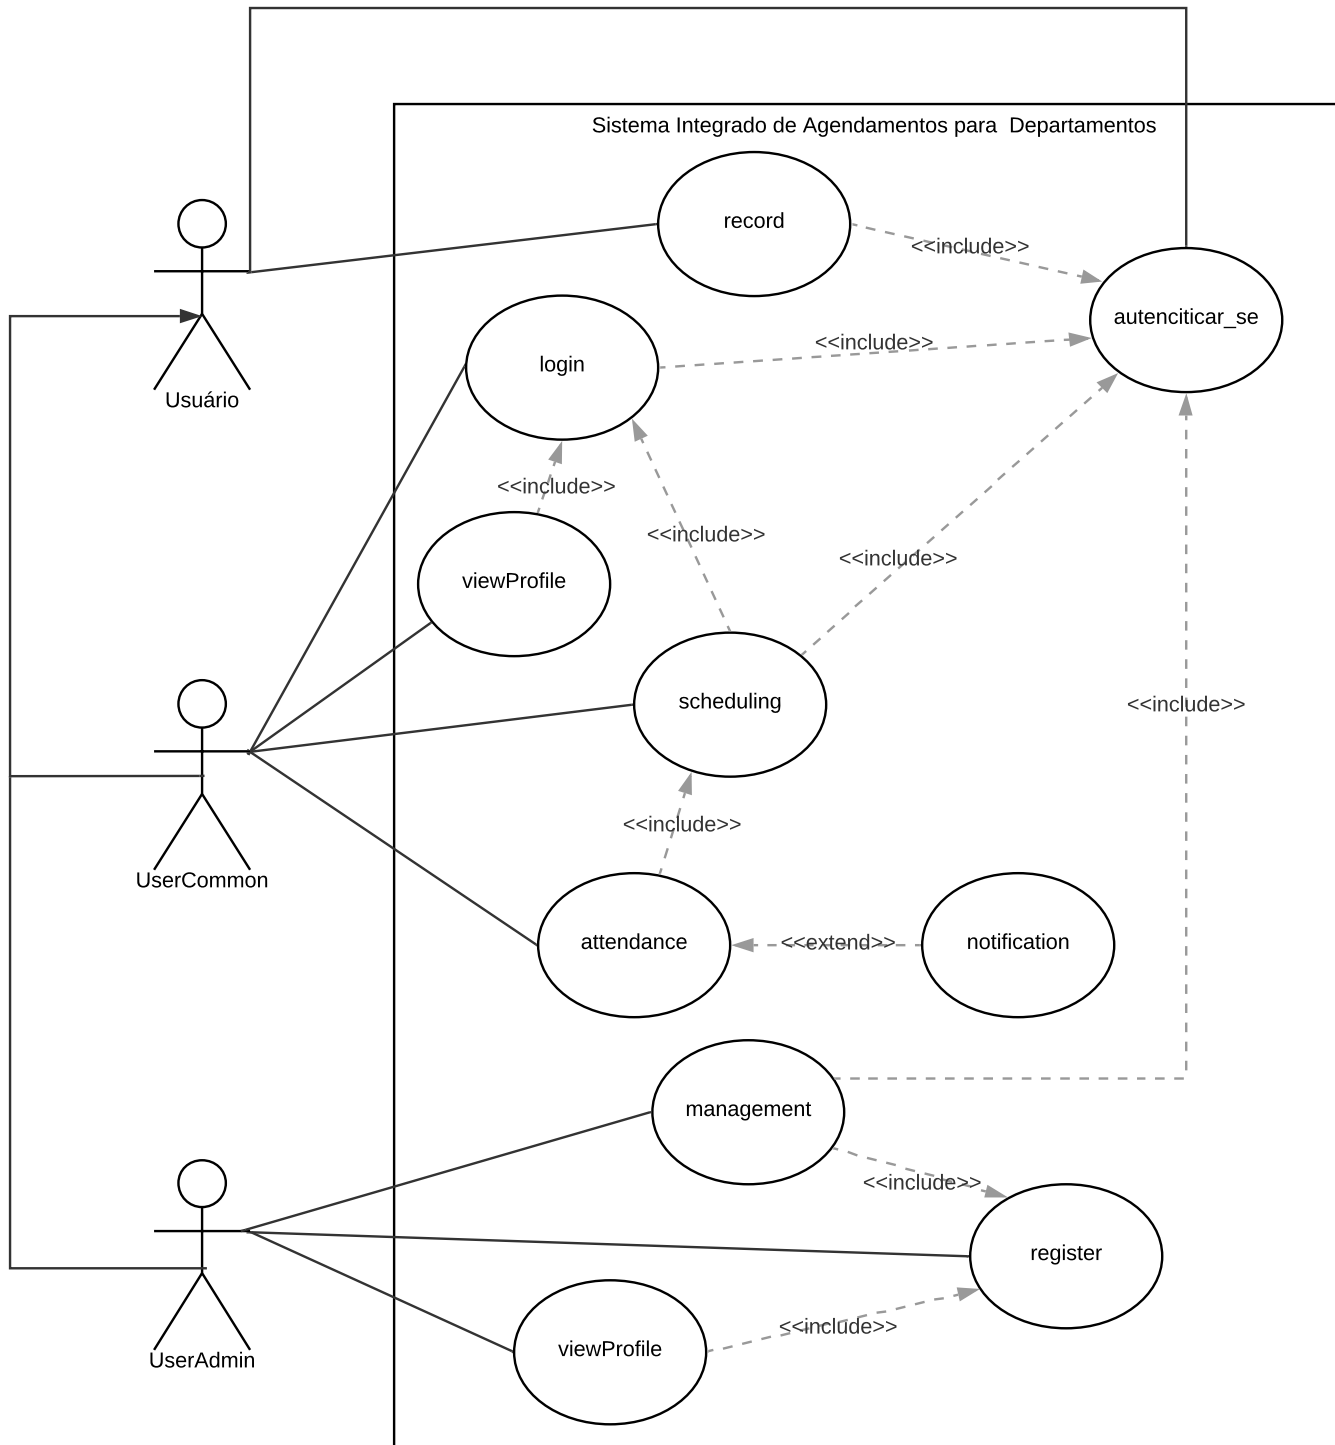 Sistema Integrado de Agendamentos para  Departamentos
record
<<include>>
autenciticar_se
<<include>>
login
Usuário
<<include>>
<<include>>
<<include>>
viewProfile
scheduling
<<include>>
<<include>>
UserCommon
attendance
<<extend>>
notification
management
<<include>>
register
<<include>>
viewProfile
UserAdmin